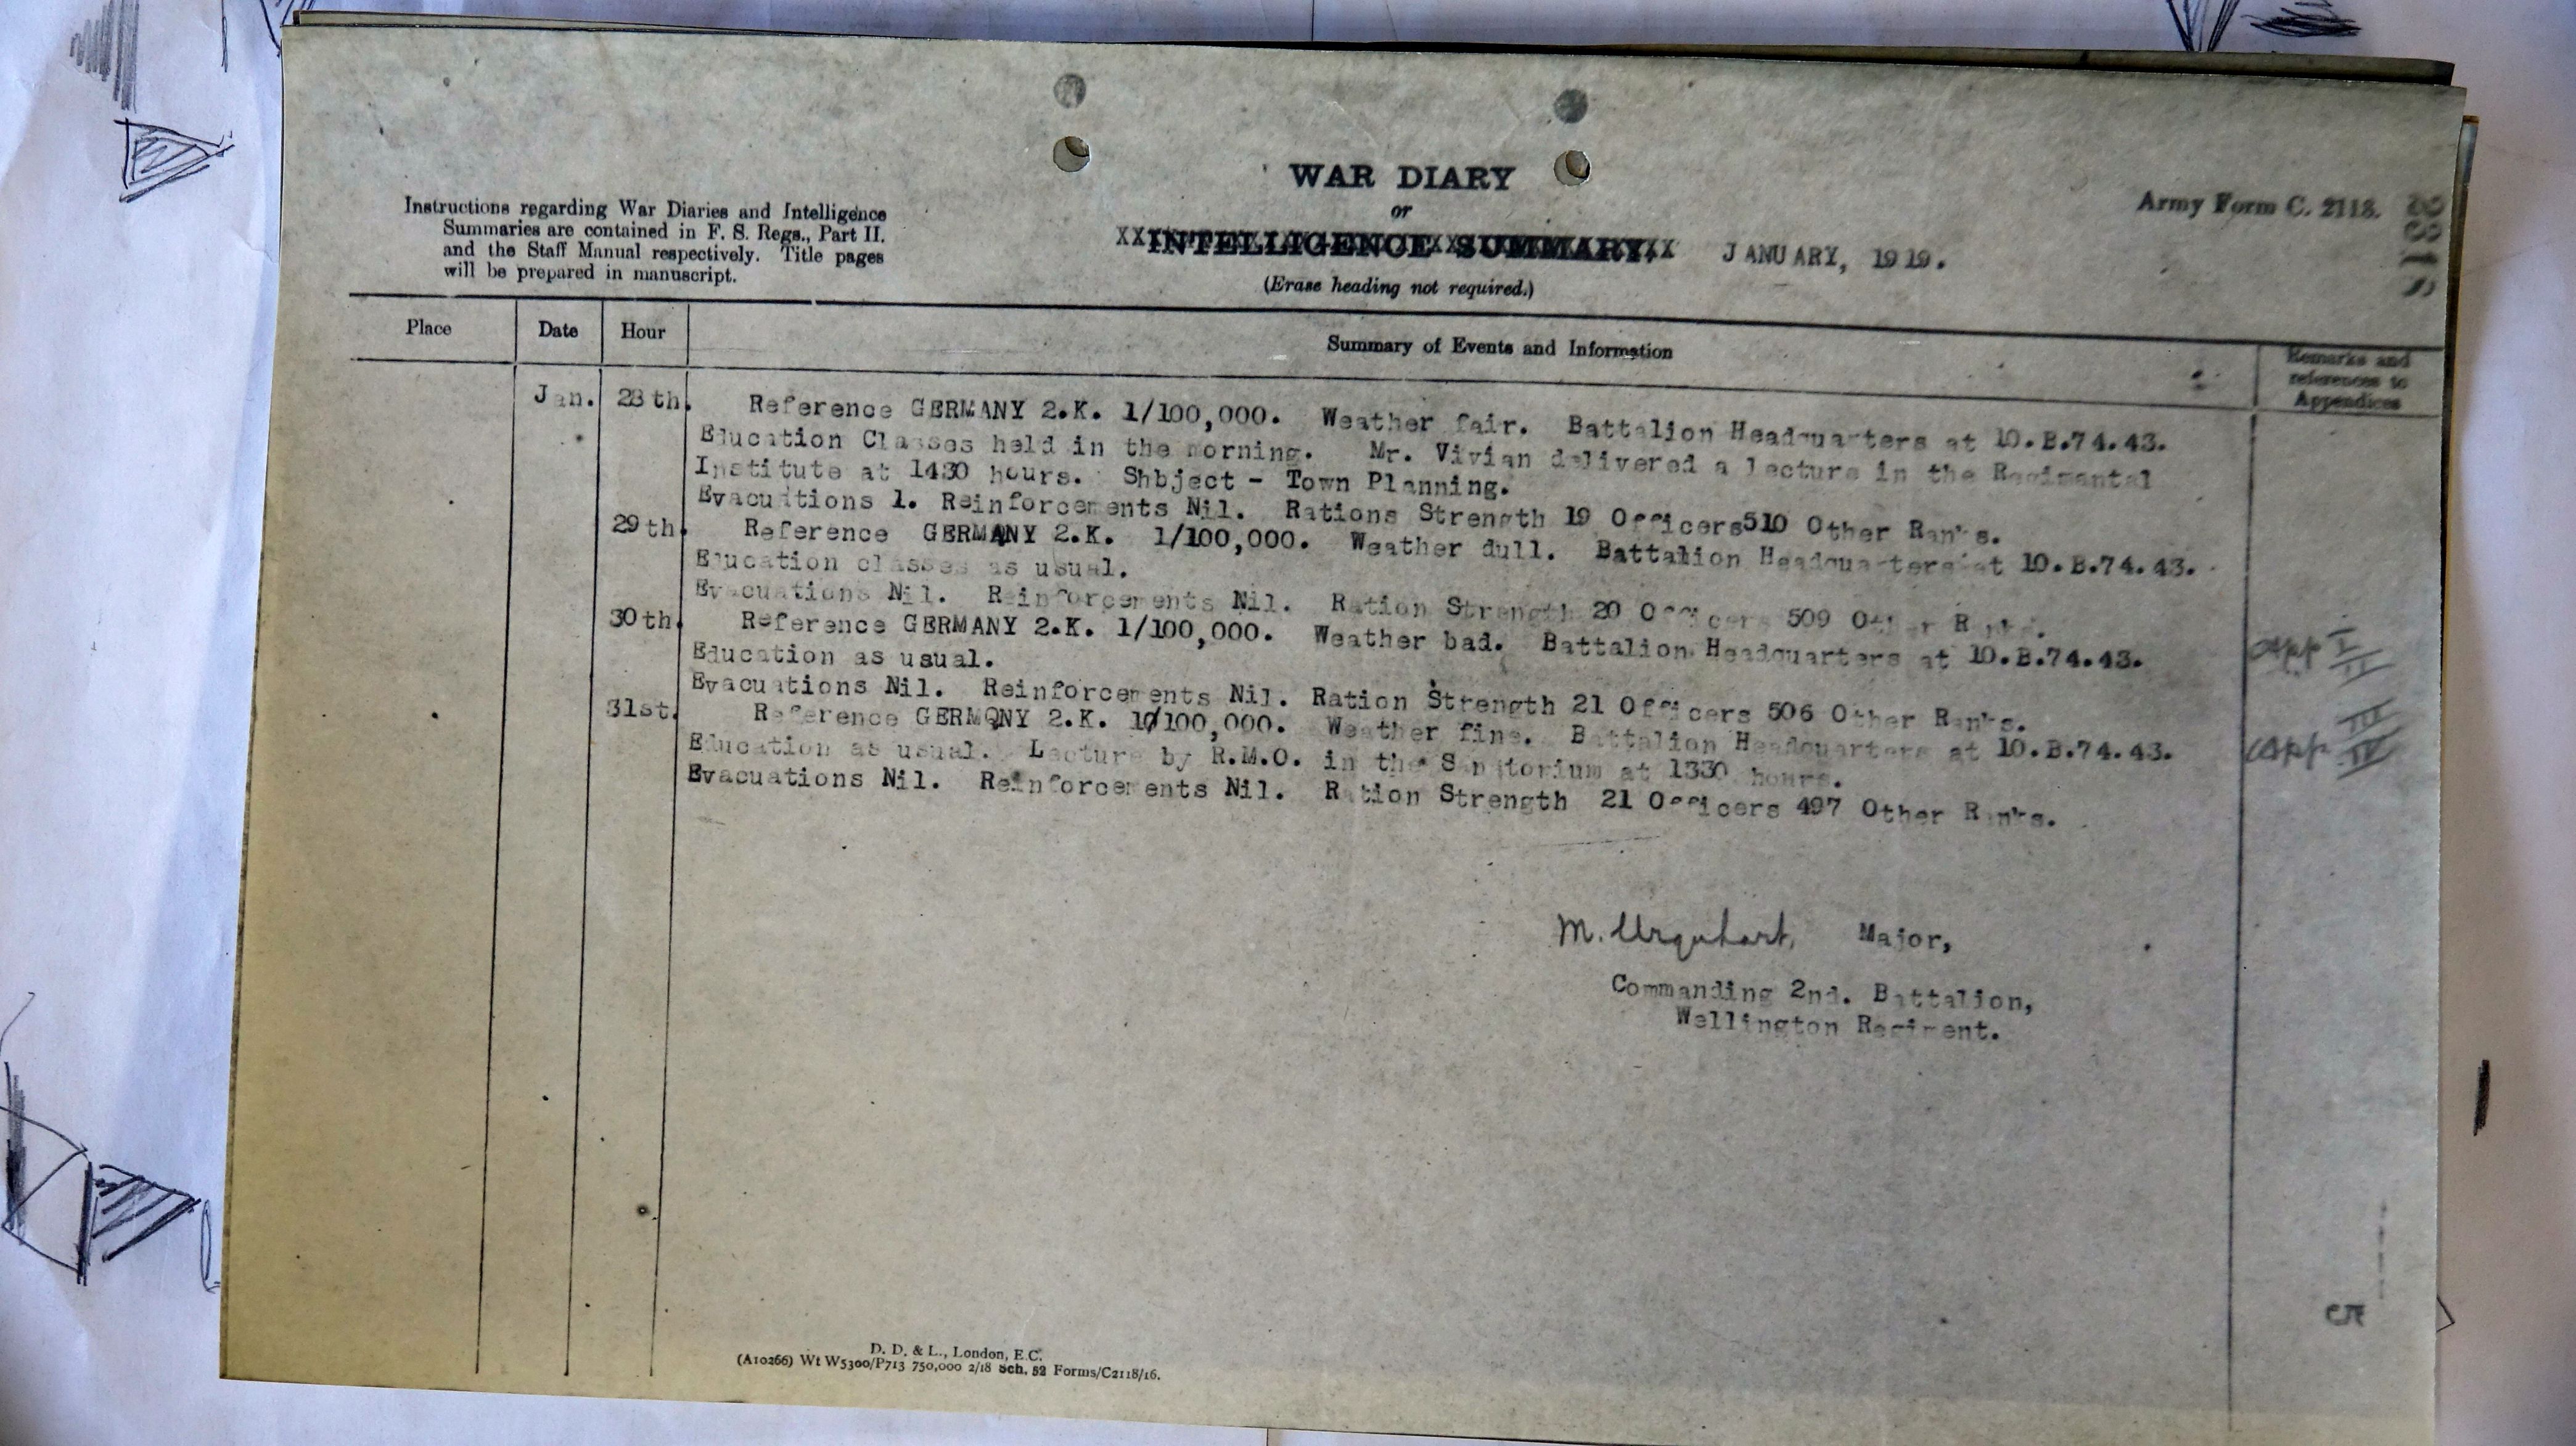 WAR DIARY
or
INTELLIGENCE SUMMARY.
JANUARY, 1919.
(Erase heading not required.)
Army Form C. 2118.
Instructions regarding War Diaries and Intelligence
Summaries are contained in F. S. Regs., Part II.
and the Staff Manual respectively. Title pages
will be prepared in manuscript.
Place Date Hour Summary of Events and Information
Remarks and
references to
Appendices
Jan. 28th. Reference GERMANY 2.K. 1/100,000. Weather fair. Battalion Headquarters at 10.B.74.43.
Education Classes held in the morning. Mr. Vivian delivered a lecture in the Regimental
Institute at 1430 hours. Shbject - Town Planning.
Evacuations 1. Reinforcements Nil. Rations Strength 19 Officers510 Other Ranks.
29th. Reference GERMANY 2.K. 1/100,000. Weather dull. Battalion Headquarters at 10.B.74.43.
Education classes as usual.
Evacuations Nil. Reinforcements Nil. Ration Strength 20 Officers 509 Other Ranks.
30th. Reference GERMANY 2.K. 1/100,000. Weather bad. Battalion Headquarters at 10.B.74.43.
Education as usual.
app I
II
Evacuations Nil. Reinforcements Nil. Ration Strength 21 Officers 506 Other Ranks.
31st. Reference GERMQNY 2.K. 1/100,000. Weather fine. Battalion Headquarters at 10.B.74.43.
Education as usual. Lecture by R.M.O. in the Sanitorium at 1330 hours.
app III
IV
Evacuations Nil. Reinforcements Nil. Ration Strength 21 Officers 497 Other Ranks.
M. Urquhart, Major,
Commanding 2nd. Battalion,
Wellington Regiment.
5
D. D. & L., London, E.C.
(A10266) Wt W5300/P713 750,000 2/18 Sch. 52 Forms/C2118/16.